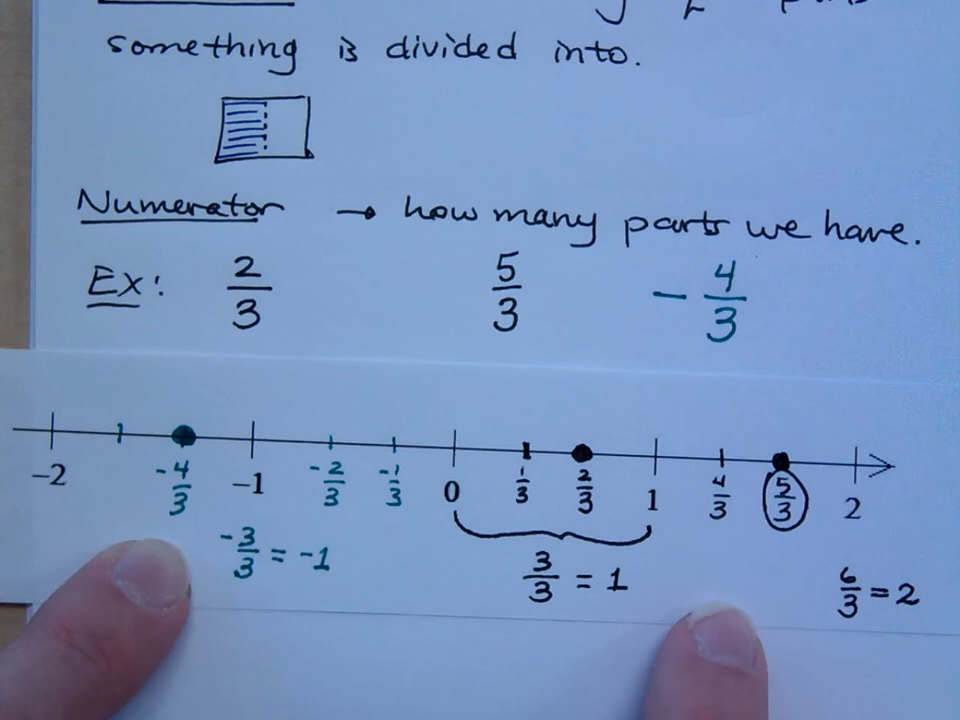 something is divided into.
Numerator → how many parts we have.
Ex: 2/3 5/3 - 4/3
-2 -4/3 -1 -2/3 -1/3 0 1/3 2/3 1 4/3 5/3 2
-3/3 = -1 3/3 = 1 6/3 = 2